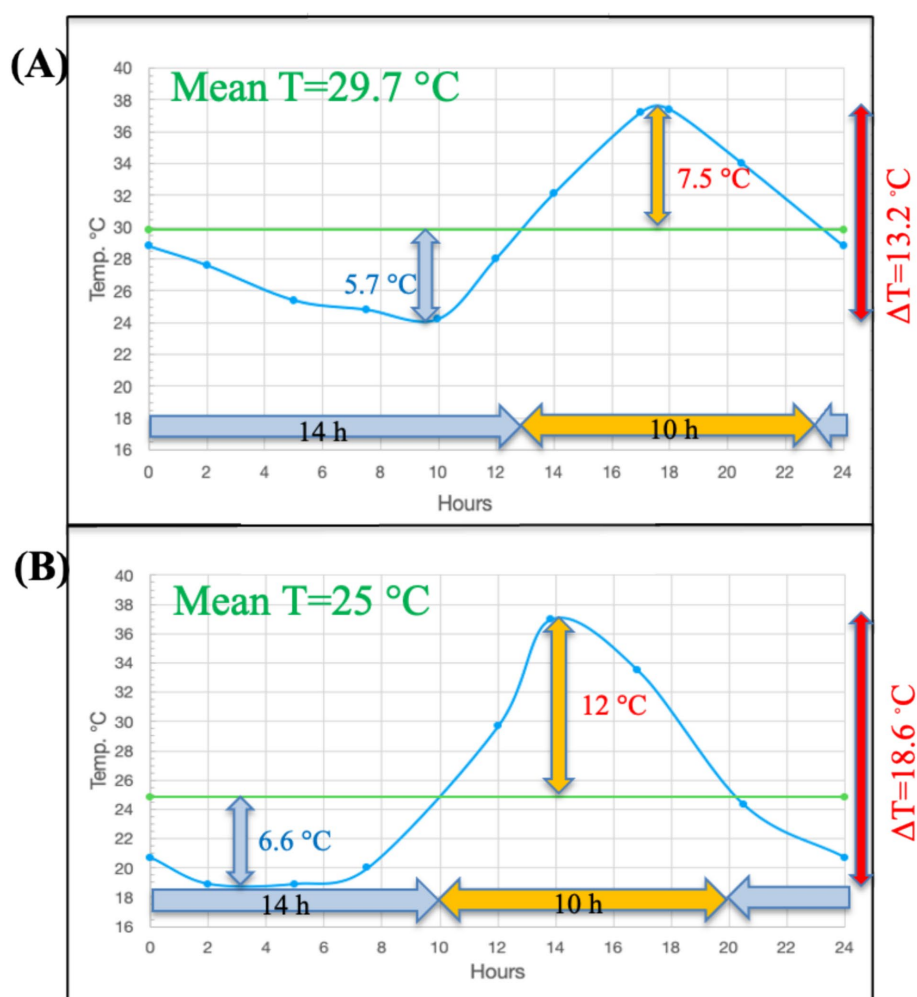 (A)
Mean T=29.7 °C
40
38
36
34
32
30
28
26
24
22
20
18
16
Temp. °C
7.5 °C
5.7 °C
ΔT=13.2 °C
14 h
10 h
0 2 4 6 8 10 12 14 16 18 20 22 24
Hours
(B)
Mean T=25 °C
40
38
36
34
32
30
28
26
24
22
20
18
16
Temp. °C
12 °C
6.6 °C
ΔT=18.6 °C
14 h
10 h
0 2 4 6 8 10 12 14 16 18 20 22 24
Hours